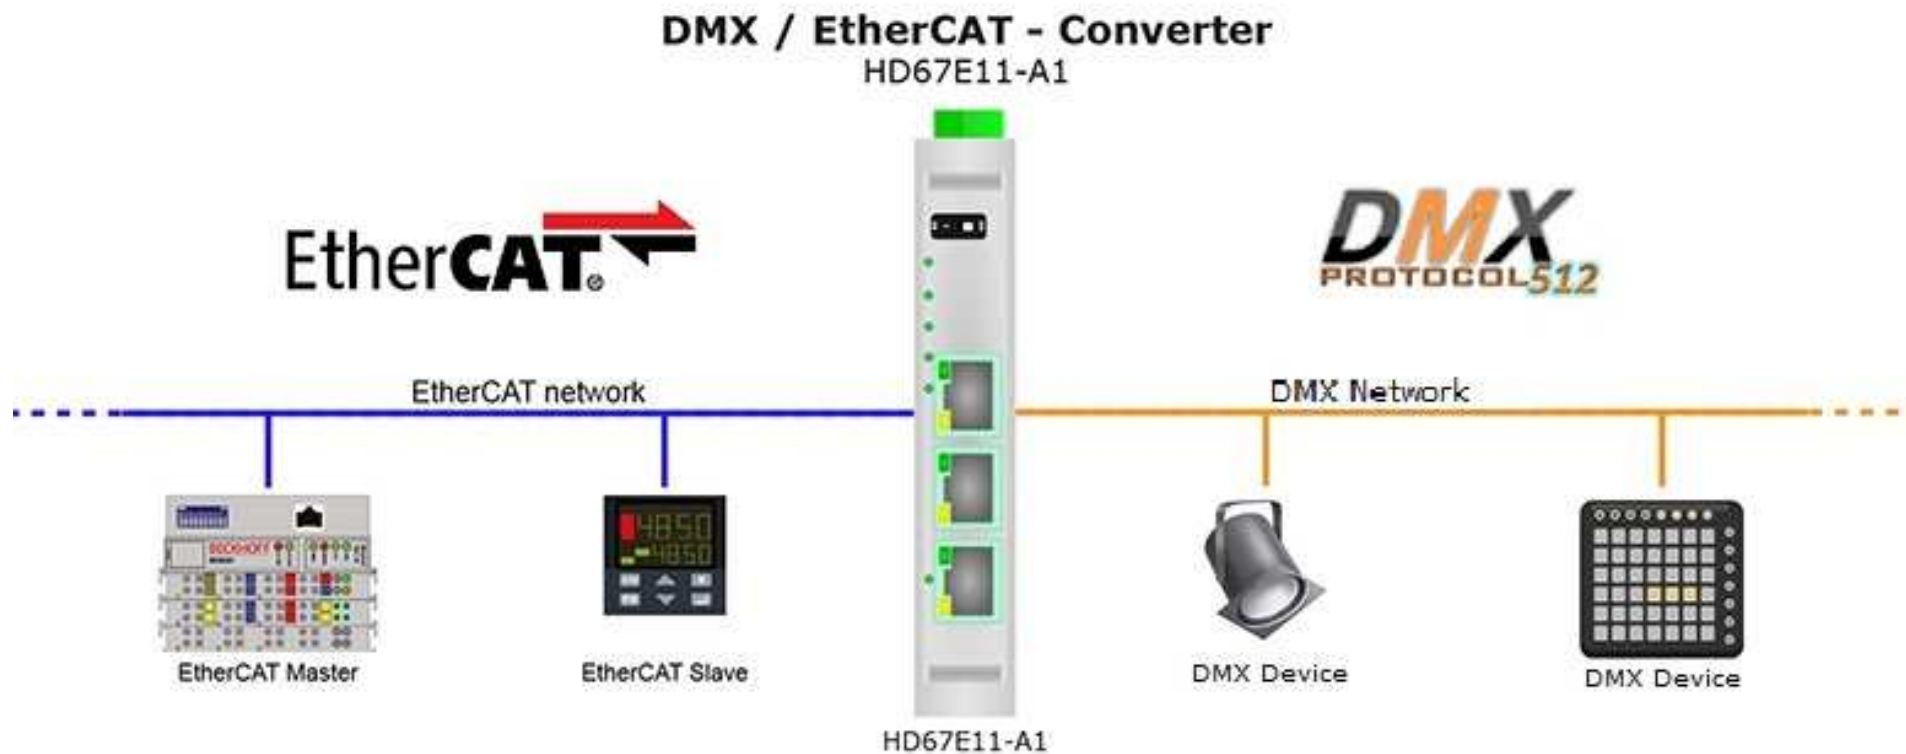 DMX / EtherCAT - Converter
HD67E11-A1
EtherCAT®
DMX
PROTOCOL512
EtherCAT network
DMX Network
BECKHOFF
4850
4850
EtherCAT Master
EtherCAT Slave
DMX Device
DMX Device
HD67E11-A1